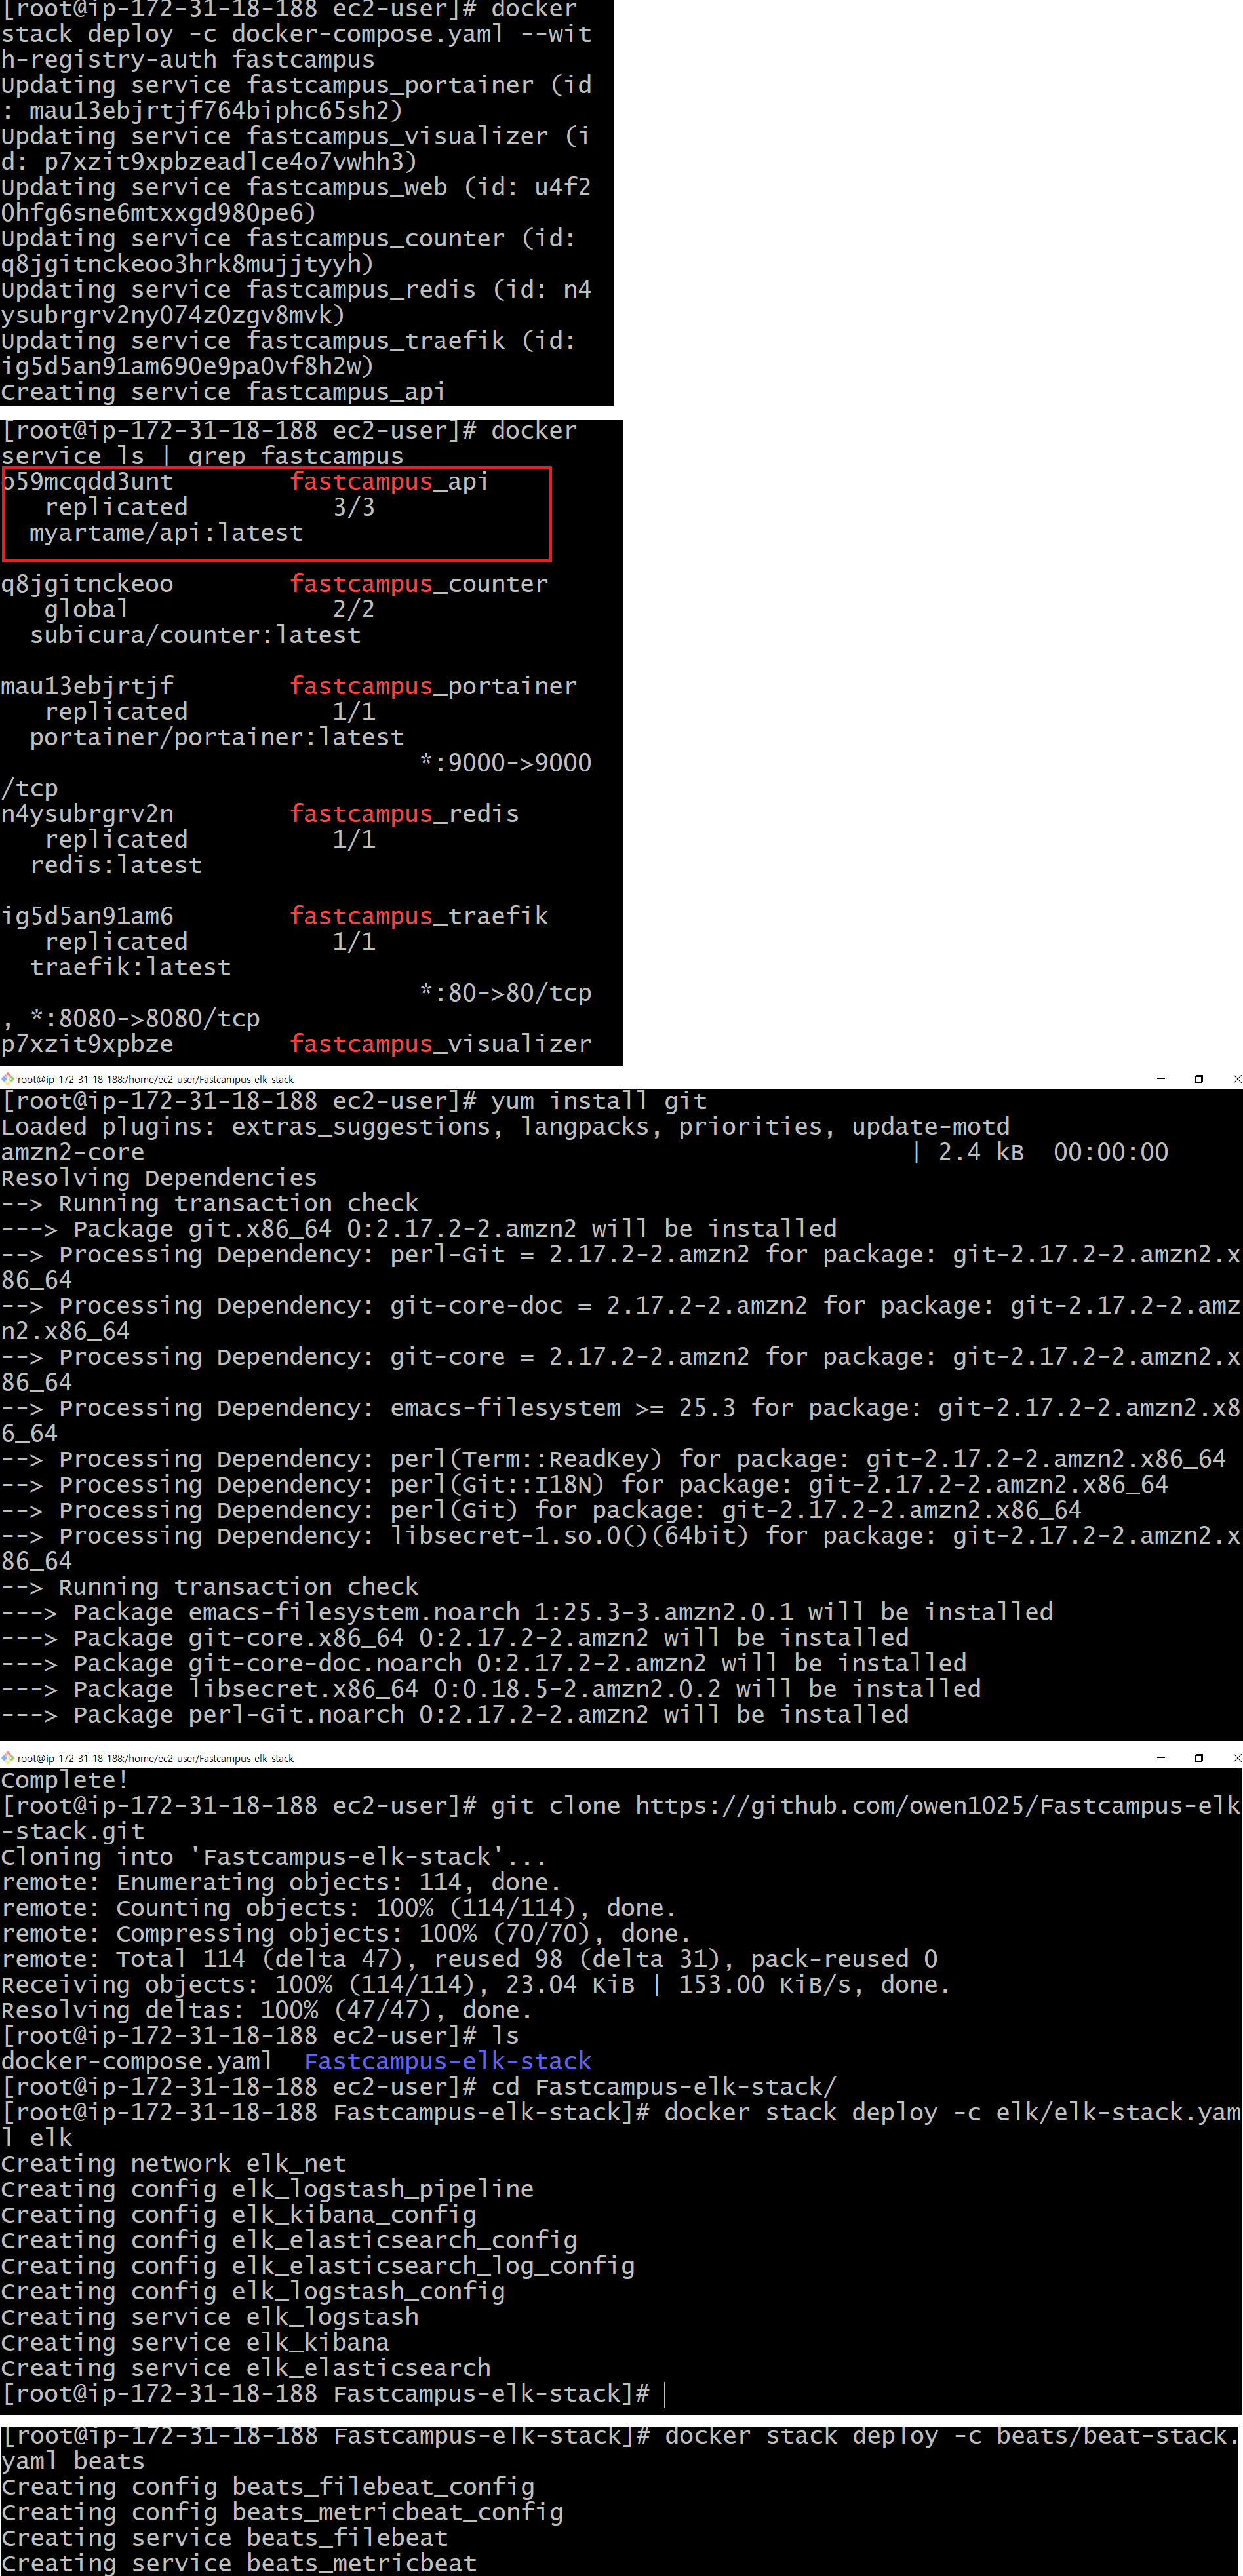 [root@ip-172-31-18-188 ec2-user]# docker
stack deploy -c docker-compose.yaml --wit
h-registry-auth fastcampus
Updating service fastcampus_portainer (id
: mau13ebjrtjf764biphc65sh2)
Updating service fastcampus_visualizer (i
d: p7xzit9xpbzeadlce4o7vwhh3)
Updating service fastcampus_web (id: u4f2
0hfg6sne6mtxxgd980pe6)
Updating service fastcampus_counter (id:
q8jgitnckeoo3hrk8mujjtyyh)
Updating service fastcampus_redis (id: n4
ysubrgrv2ny074z0zgv8mvk)
Updating service fastcampus_traefik (id:
ig5d5an91am690e9pa0vf8h2w)
Creating service fastcampus_api
[root@ip-172-31-18-188 ec2-user]# docker
service ls | grep fastcampus
o59mcqdd3unt        fastcampus_api
   replicated          3/3
  myartame/api:latest
q8jgitnckeoo        fastcampus_counter
   global              2/2
  subicura/counter:latest
mau13ebjrtjf        fastcampus_portainer
   replicated          1/1
  portainer/portainer:latest
                             *:9000->9000
/tcp
n4ysubrgrv2n        fastcampus_redis
   replicated          1/1
  redis:latest
ig5d5an91am6        fastcampus_traefik
   replicated          1/1
  traefik:latest
                             *:80->80/tcp
, *:8080->8080/tcp
p7xzit9xpbze        fastcampus_visualizer
root@ip-172-31-18-188:/home/ec2-user/Fastcampus-elk-stack
[root@ip-172-31-18-188 ec2-user]# yum install git
Loaded plugins: extras_suggestions, langpacks, priorities, update-motd
amzn2-core                                                     | 2.4 kB  00:00:00
Resolving Dependencies
--> Running transaction check
---> Package git.x86_64 0:2.17.2-2.amzn2 will be installed
--> Processing Dependency: perl-Git = 2.17.2-2.amzn2 for package: git-2.17.2-2.amzn2.x
86_64
--> Processing Dependency: git-core-doc = 2.17.2-2.amzn2 for package: git-2.17.2-2.amz
n2.x86_64
--> Processing Dependency: git-core = 2.17.2-2.amzn2 for package: git-2.17.2-2.amzn2.x
86_64
--> Processing Dependency: emacs-filesystem >= 25.3 for package: git-2.17.2-2.amzn2.x8
6_64
--> Processing Dependency: perl(Term::ReadKey) for package: git-2.17.2-2.amzn2.x86_64
--> Processing Dependency: perl(Git::I18N) for package: git-2.17.2-2.amzn2.x86_64
--> Processing Dependency: perl(Git) for package: git-2.17.2-2.amzn2.x86_64
--> Processing Dependency: libsecret-1.so.0()(64bit) for package: git-2.17.2-2.amzn2.x
86_64
--> Running transaction check
---> Package emacs-filesystem.noarch 1:25.3-3.amzn2.0.1 will be installed
---> Package git-core.x86_64 0:2.17.2-2.amzn2 will be installed
---> Package git-core-doc.noarch 0:2.17.2-2.amzn2 will be installed
---> Package libsecret.x86_64 0:0.18.5-2.amzn2.0.2 will be installed
---> Package perl-Git.noarch 0:2.17.2-2.amzn2 will be installed
root@ip-172-31-18-188:/home/ec2-user/Fastcampus-elk-stack
Complete!
[root@ip-172-31-18-188 ec2-user]# git clone https://github.com/owen1025/Fastcampus-elk
-stack.git
Cloning into 'Fastcampus-elk-stack'...
remote: Enumerating objects: 114, done.
remote: Counting objects: 100% (114/114), done.
remote: Compressing objects: 100% (70/70), done.
remote: Total 114 (delta 47), reused 98 (delta 31), pack-reused 0
Receiving objects: 100% (114/114), 23.04 KiB | 153.00 KiB/s, done.
Resolving deltas: 100% (47/47), done.
[root@ip-172-31-18-188 ec2-user]# ls
docker-compose.yaml  Fastcampus-elk-stack
[root@ip-172-31-18-188 ec2-user]# cd Fastcampus-elk-stack/
[root@ip-172-31-18-188 Fastcampus-elk-stack]# docker stack deploy -c elk/elk-stack.yam
l elk
Creating network elk_net
Creating config elk_logstash_pipeline
Creating config elk_kibana_config
Creating config elk_elasticsearch_config
Creating config elk_elasticsearch_log_config
Creating config elk_logstash_config
Creating service elk_logstash
Creating service elk_kibana
Creating service elk_elasticsearch
[root@ip-172-31-18-188 Fastcampus-elk-stack]#
[root@ip-172-31-18-188 Fastcampus-elk-stack]# docker stack deploy -c beats/beat-stack.
yaml beats
Creating config beats_filebeat_config
Creating config beats_metricbeat_config
Creating service beats_filebeat
Creating service beats_metricbeat